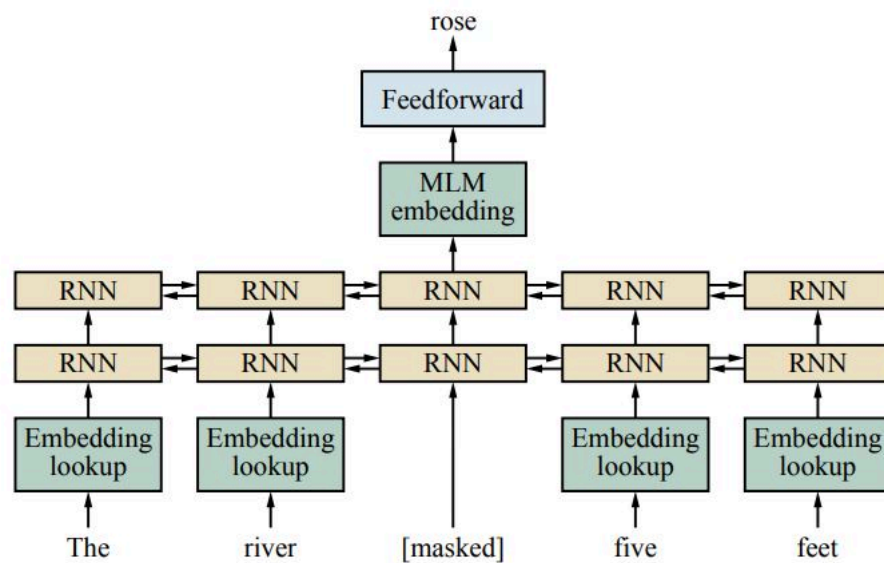 rose
Feedforward
MLM
embedding
RNN RNN RNN RNN RNN
RNN RNN RNN RNN RNN
Embedding Embedding Embedding Embedding
lookup lookup lookup lookup
The river [masked] five feet